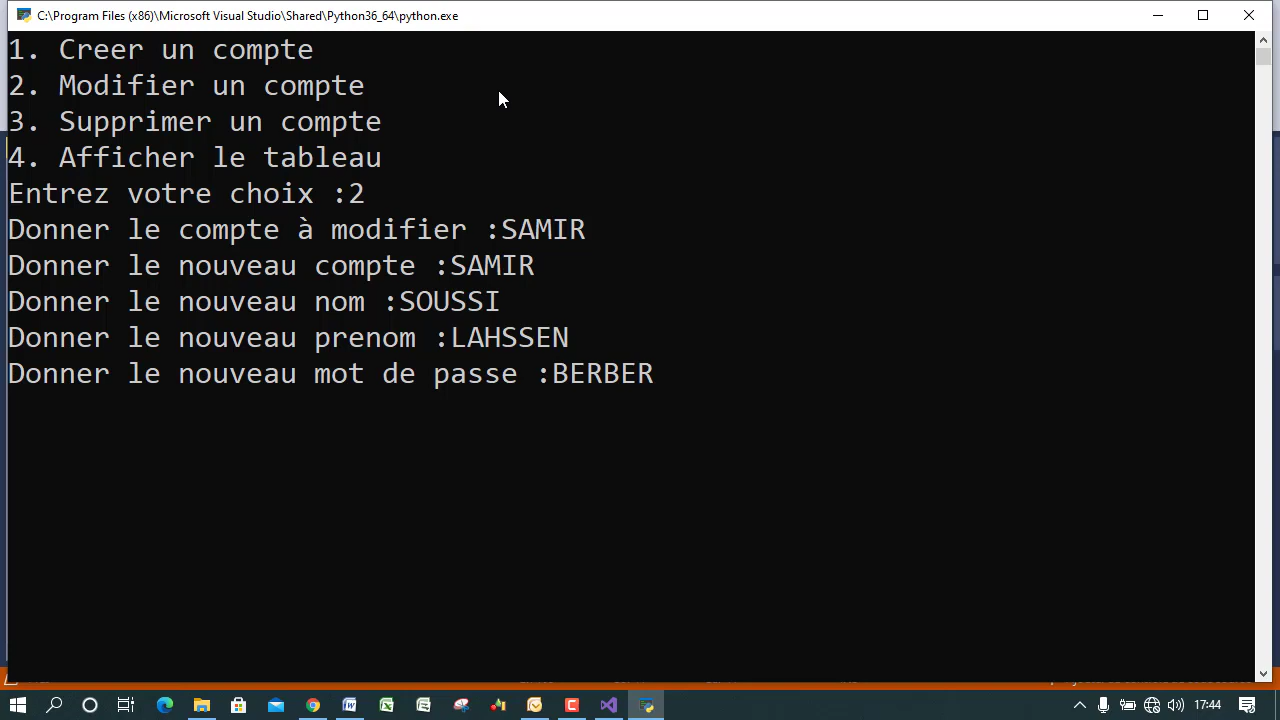 C:\Program Files (x86)\Microsoft Visual Studio\Shared\Python36_64\python.exe
1. Creer un compte
2. Modifier un compte
3. Supprimer un compte
4. Afficher le tableau
Entrez votre choix :2
Donner le compte à modifier :SAMIR
Donner le nouveau compte :SAMIR
Donner le nouveau nom :SOUSSI
Donner le nouveau prenom :LAHSSEN
Donner le nouveau mot de passe :BERBER
17:44